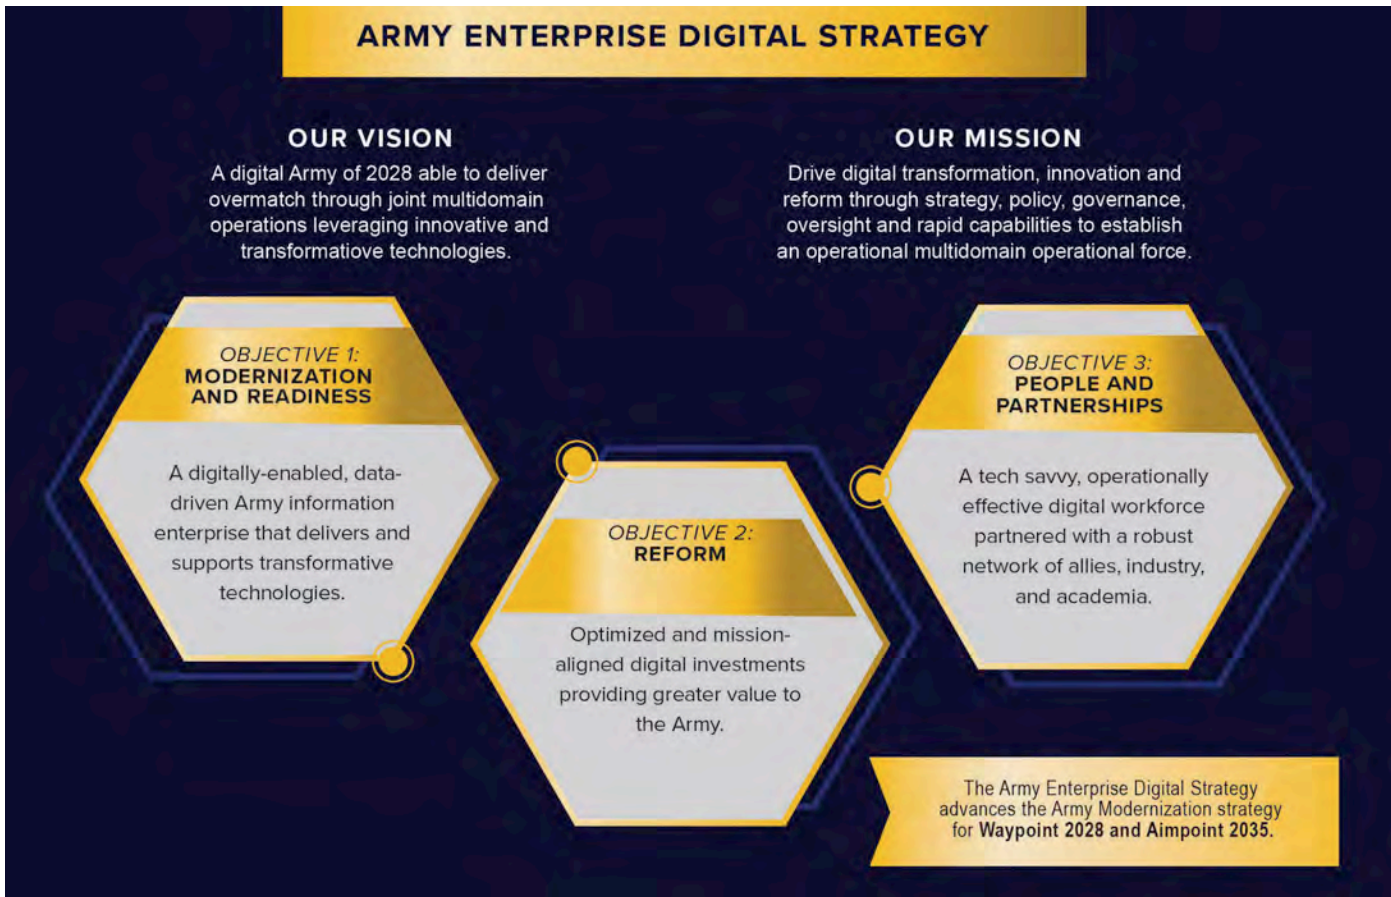 ARMY ENTERPRISE DIGITAL STRATEGY
OUR VISION
A digital Army of 2028 able to deliver
overmatch through joint multidomain
operations leveraging innovative and
transformatiove technologies.
OUR MISSION
Drive digital transformation, innovation and
reform through strategy, policy, governance,
oversight and rapid capabilities to establish
an operational multidomain operational force.
OBJECTIVE 1:
MODERNIZATION
AND READINESS
A digitally-enabled, data-
driven Army information
enterprise that delivers and
supports transformative
technologies.
OBJECTIVE 2:
REFORM
Optimized and mission-
aligned digital investments
providing greater value to
the Army.
OBJECTIVE 3:
PEOPLE AND
PARTNERSHIPS
A tech savvy, operationally
effective digital workforce
partnered with a robust
network of allies, industry,
and academia.
The Army Enterprise Digital Strategy
advances the Army Modernization strategy
for Waypoint 2028 and Aimpoint 2035.